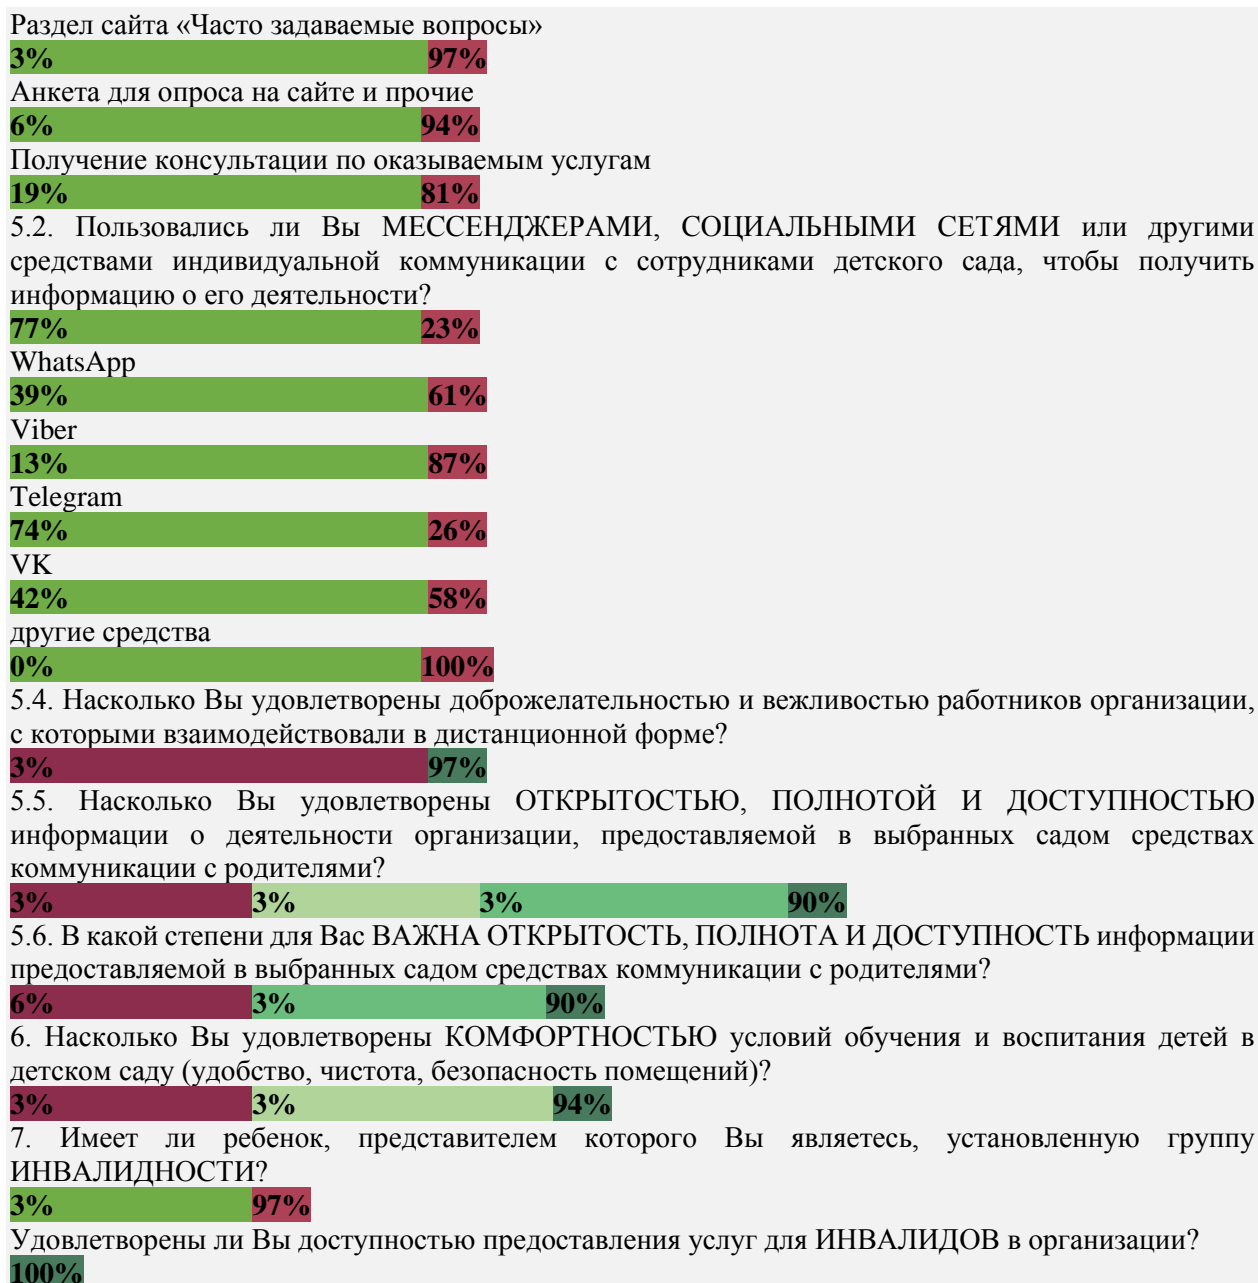 Раздел сайта «Часто задаваемые вопросы»
3% 97%
Анкета для опроса на сайте и прочие
6% 94%
Получение консультации по оказываемым услугам
19% 81%
5.2. Пользовались ли Вы МЕССЕНДЖЕРАМИ, СОЦИАЛЬНЫМИ СЕТЯМИ или другими
средствами индивидуальной коммуникации с сотрудниками детского сада, чтобы получить
информацию о его деятельности?
77% 23%
WhatsApp
39% 61%
Viber
13% 87%
Telegram
74% 26%
VK
42% 58%
другие средства
0% 100%
5.4. Насколько Вы удовлетворены доброжелательностью и вежливостью работников организации,
с которыми взаимодействовали в дистанционной форме?
3% 97%
5.5. Насколько Вы удовлетворены ОТКРЫТОСТЬЮ, ПОЛНОТОЙ И ДОСТУПНОСТЬЮ
информации о деятельности организации, предоставляемой в выбранных садом средствах
коммуникации с родителями?
3% 3% 3% 90%
5.6. В какой степени для Вас ВАЖНА ОТКРЫТОСТЬ, ПОЛНОТА И ДОСТУПНОСТЬ информации
предоставляемой в выбранных садом средствах коммуникации с родителями?
6% 3% 90%
6. Насколько Вы удовлетворены КОМФОРТНОСТЬЮ условий обучения и воспитания детей в
детском саду (удобство, чистота, безопасность помещений)?
3% 3% 94%
7. Имеет ли ребенок, представителем которого Вы являетесь, установленную группу
ИНВАЛИДНОСТИ?
3% 97%
Удовлетворены ли Вы доступностью предоставления услуг для ИНВАЛИДОВ в организации?
100%